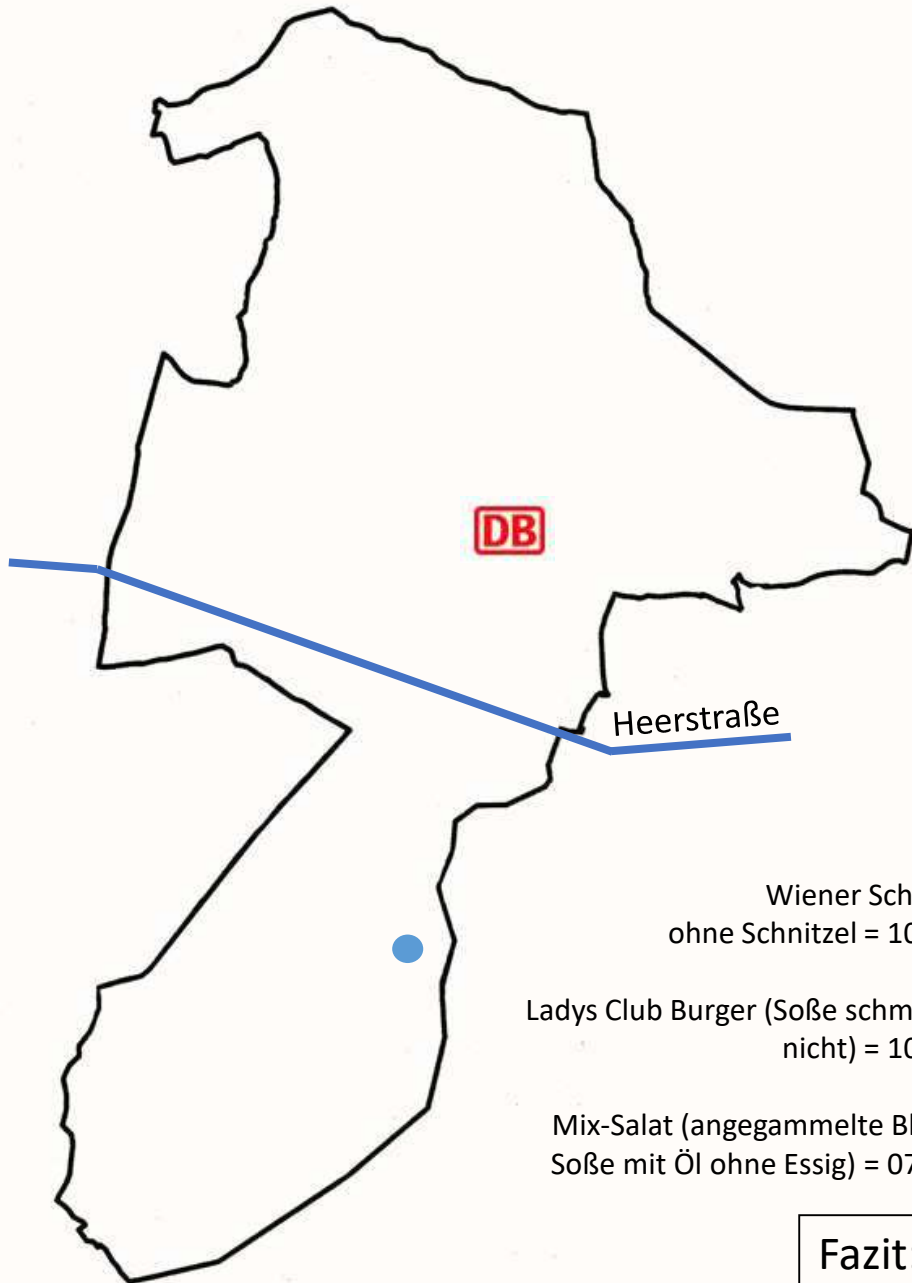 DB
Heerstraße
Wiener Sch
ohne Schnitzel = 10
Ladys Club Burger (Soße schm
nicht) = 10
Mix-Salat (angegammelte Bl
Soße mit Öl ohne Essig) = 07
Fazit